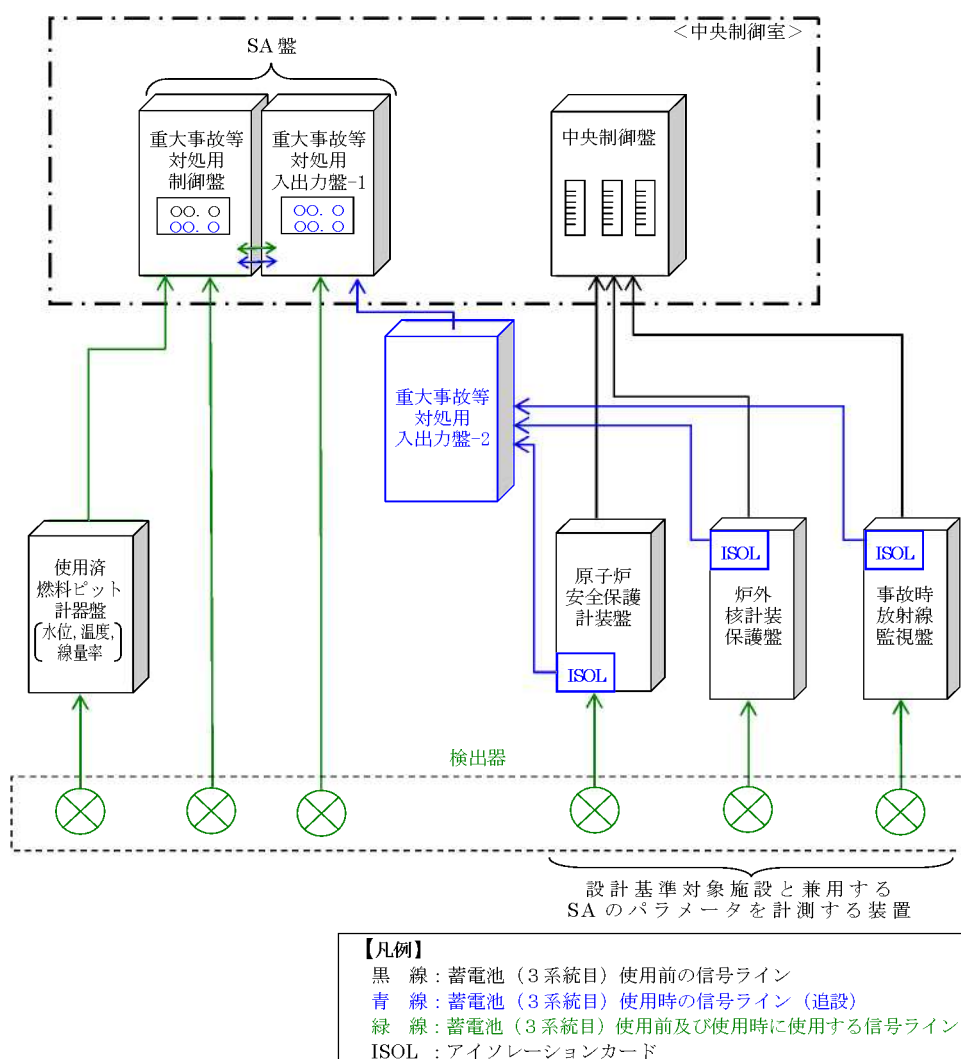 <中央制御室>
SA盤
重大事故等
対処用
制御盤
○○.○
○○.○
重大事故等
対処用
入出力盤-1
○○.○
○○.○
中央制御盤
重大事故等
対処用
入出力盤-2
使用済
燃料ピット
計器盤
水位,温度,
線量率
原子炉
安全保護
計装盤
ISOL
ISOL
炉外
核計装
保護盤
ISOL
事故時
放射線
監視盤
検出器
設計基準対象施設と兼用する
SAのパラメータを計測する装置
【凡例】
黒 線:蓄電池(3系統目)使用前の信号ライン
青 線:蓄電池(3系統目)使用時の信号ライン(追設)
緑 線:蓄電池(3系統目)使用前及び使用時に使用する信号ライン
ISOL :アイソレーションカード